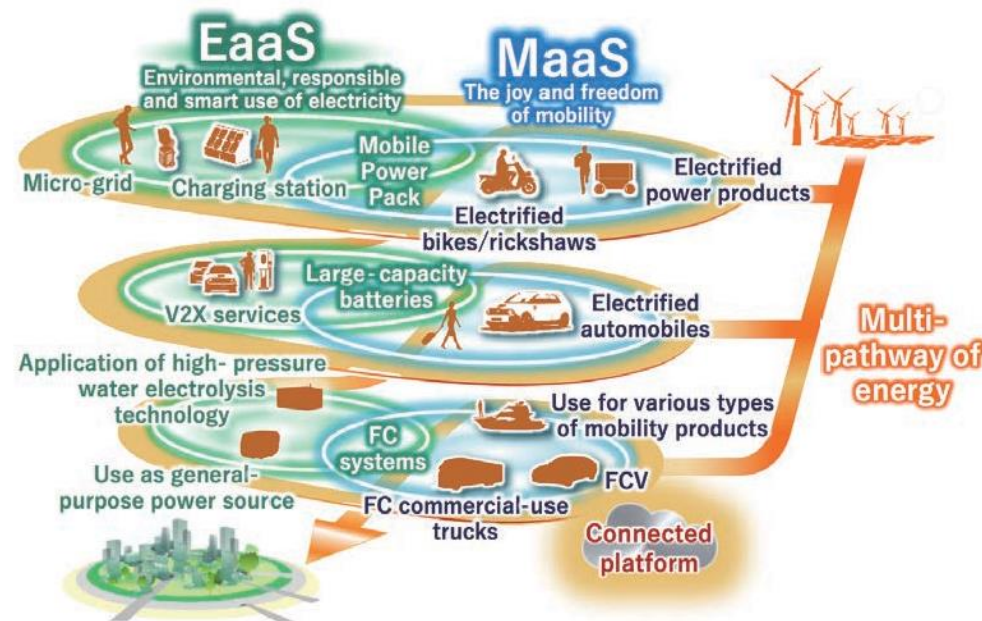 EaaS
Environmental, responsible
and smart use of electricity
MaaS
The joy and freedom
of mobility
Micro-grid
Charging station
Mobile
Power
Pack
Electrified
bikes/rickshaws
Electrified
power products
V2X services
Large-capacity
batteries
Electrified
automobiles
Multi-
pathway of
energy
Application of high-pressure
water electrolysis
technology
Use as general-
purpose power source
FC
systems
Use for various types
of mobility products
FC commercial-use
trucks
FCV
Connected
platform